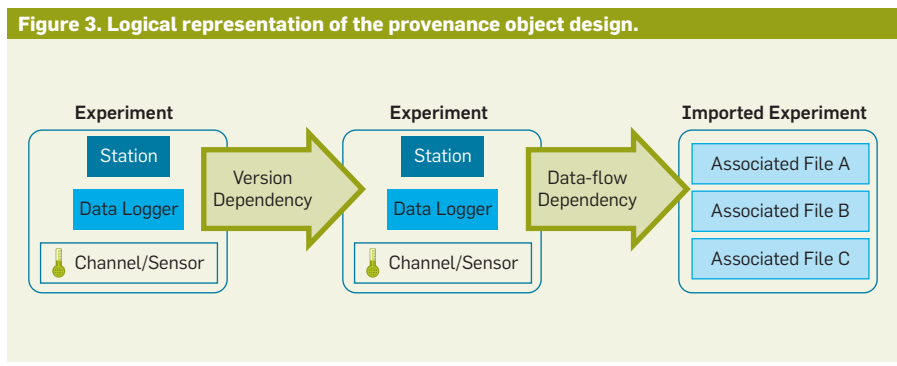 Figure 3. Logical representation of the provenance object design.
Experiment
Station
Data Logger
Channel/Sensor
Version
Dependency
Experiment
Station
Data Logger
Channel/Sensor
Data-flow
Dependency
Imported Experiment
Associated File A
Associated File B
Associated File C